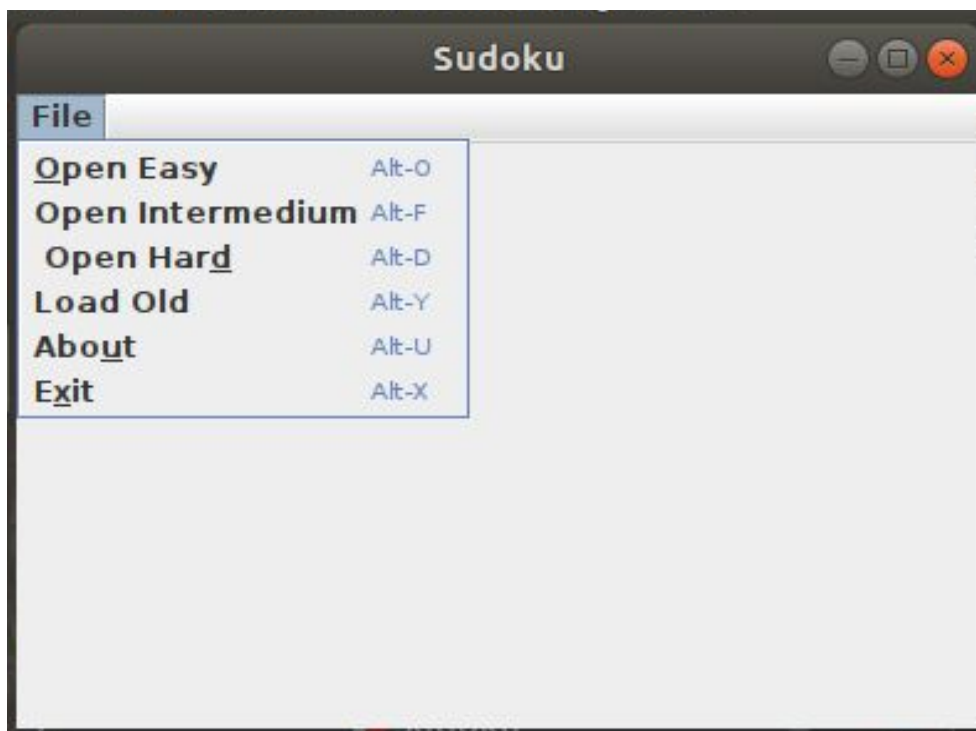 Sudoku
File
Open Easy Alt-O
Open Intermedium Alt-F
Open Hard Alt-D
Load Old Alt-Y
About Alt-U
Exit Alt-X